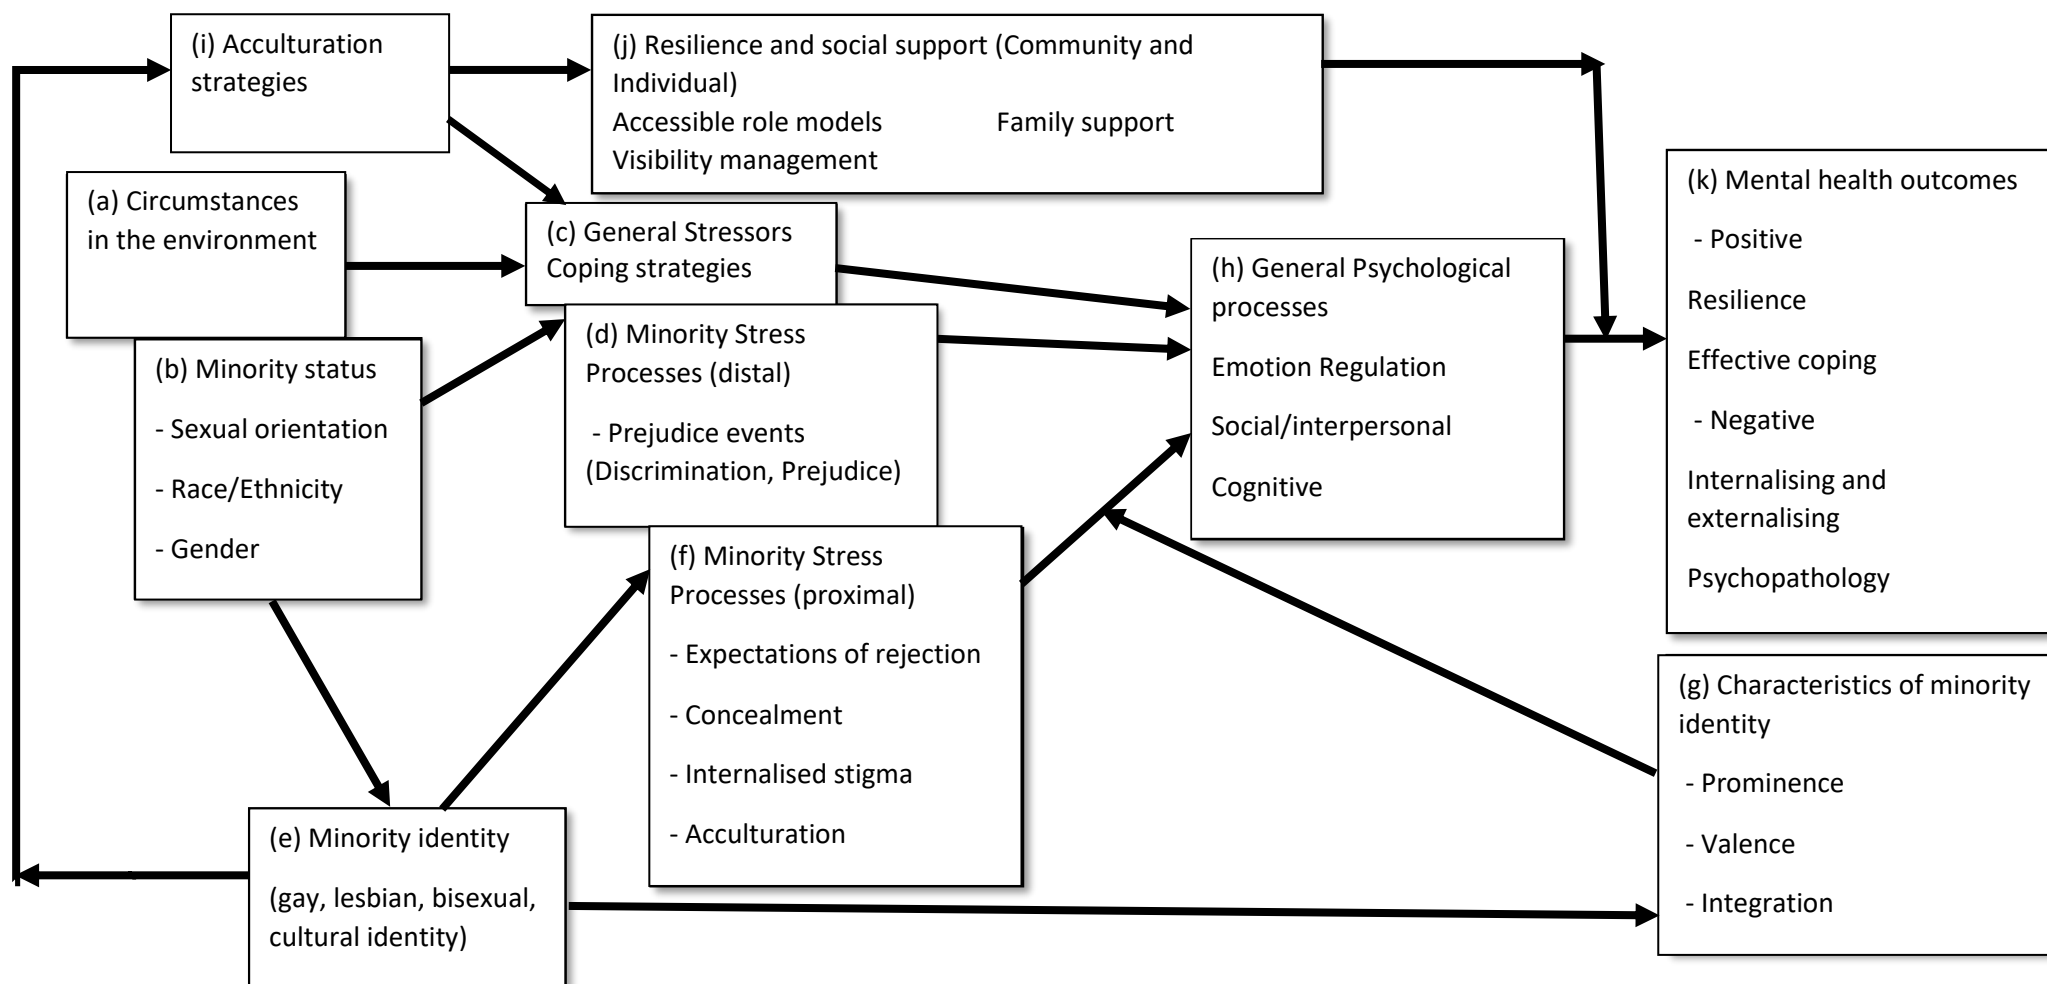 (i) Acculturation
strategies
(j) Resilience and social support (Community and
Individual)
Accessible role models Family support
Visibility management
(a) Circumstances
in the environment
(c) General Stressors
Coping strategies
(b) Minority status
- Sexual orientation
- Race/Ethnicity
- Gender
(d) Minority Stress
Processes (distal)
- Prejudice events
(Discrimination, Prejudice)
(h) General Psychological
processes
Emotion Regulation
Social/interpersonal
Cognitive
(k) Mental health outcomes
- Positive
Resilience
Effective coping
- Negative
Internalising and
externalising
Psychopathology
(f) Minority Stress
Processes (proximal)
- Expectations of rejection
- Concealment
- Internalised stigma
- Acculturation
(g) Characteristics of minority
identity
- Prominence
- Valence
- Integration
(e) Minority identity
(gay, lesbian, bisexual,
cultural identity)